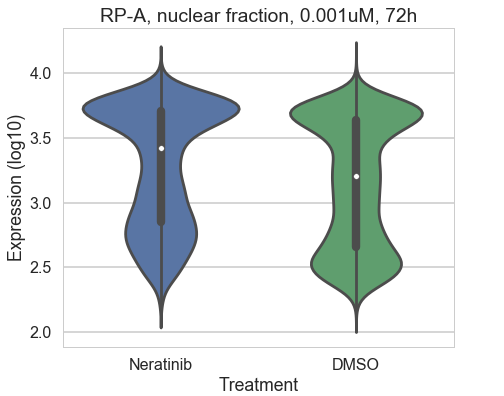 RP-A, nuclear fraction, 0.001uM, 72h
Expression (log10)
4.0
3.5
3.0
2.5
2.0
Neratinib DMSO
Treatment